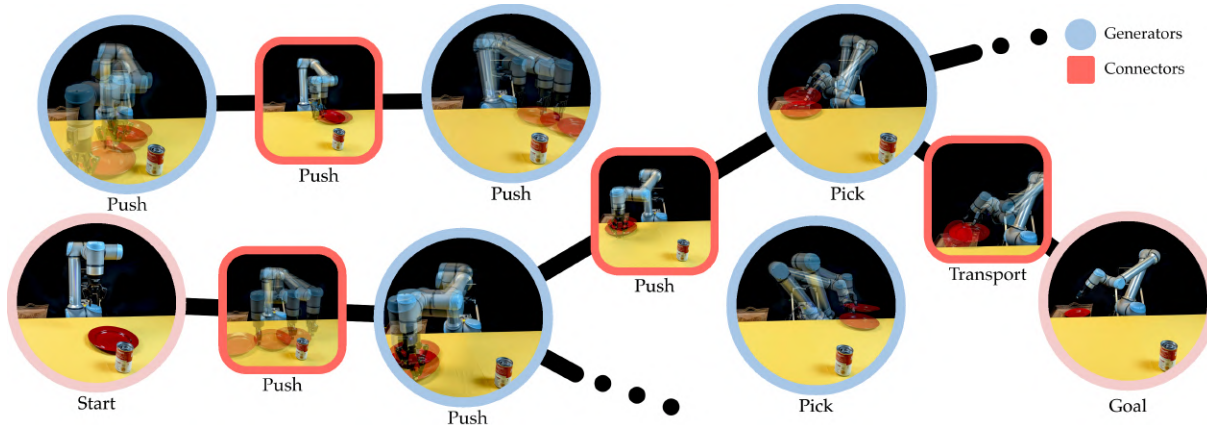 Generators
Connectors
Push
Push
Push
Push
Pick
Transport
Start
Push
Push
Pick
Goal